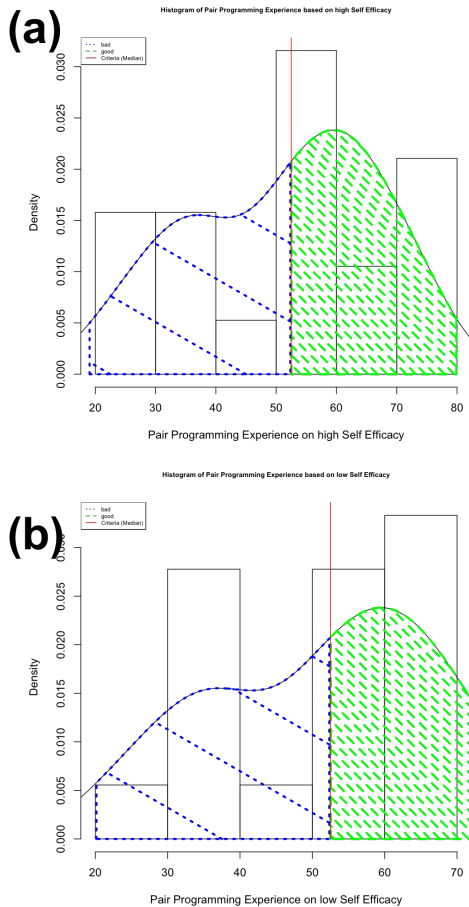 (a)
Histogram of Pair Programming Experience based on high Self Efficacy
bad
good
Criteria (Median)
Density
0.030
0.025
0.020
0.015
0.010
0.005
0.000
20 30 40 50 60 70 80
Pair Programming Experience on high Self Efficacy
(b)
Histogram of Pair Programming Experience based on low Self Efficacy
bad
good
Criteria (Median)
Density
0.030
0.025
0.020
0.015
0.010
0.005
0.000
20 30 40 50 60 70
Pair Programming Experience on low Self Efficacy